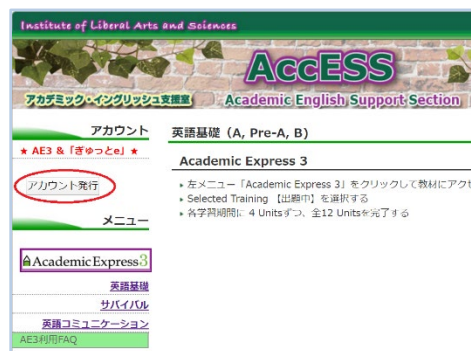 Institute of Liberal Arts and Sciences
AccESS
アカデミック・イングリッシュ支援室
Academic English Support Section
アカウント
★ AE3 & 「ぎゅっとe」★
アカウント発行
メニュー
Academic Express3
英語基礎
サバイバル
英語コミュニケーション
AE3利用FAQ
英語基礎（A, Pre-A, B）
Academic Express 3
左メニュー「Academic Express 3」をクリックして教材にアクセ
Selected Training 【出題中】を選択する
各学習期間に 4 Unitsずつ、全12 Unitsを完了する